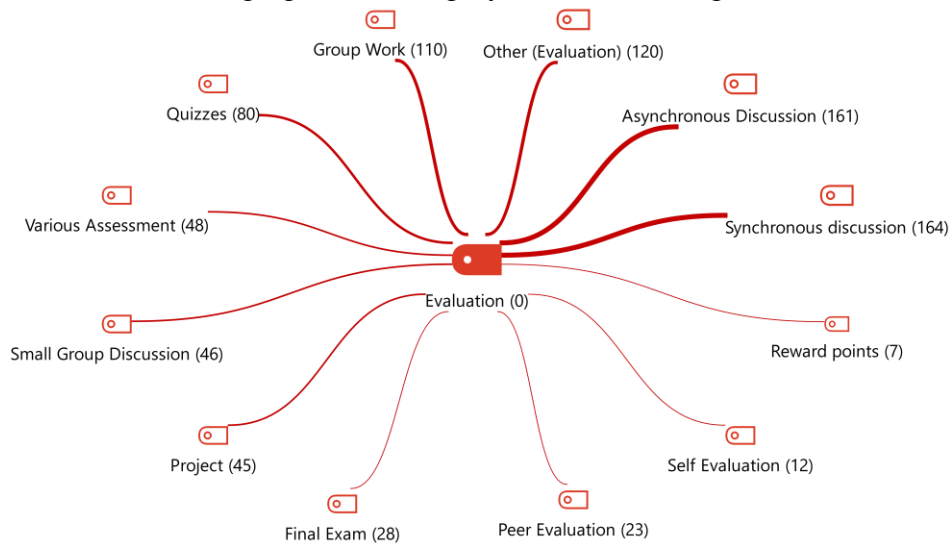 Group Work (110)
Other (Evaluation) (120)
Quizzes (80)
Asynchronous Discussion (161)
Various Assessment (48)
Synchronous discussion (164)
Evaluation (0)
Small Group Discussion (46)
Reward points (7)
Project (45)
Self Evaluation (12)
Final Exam (28)
Peer Evaluation (23)